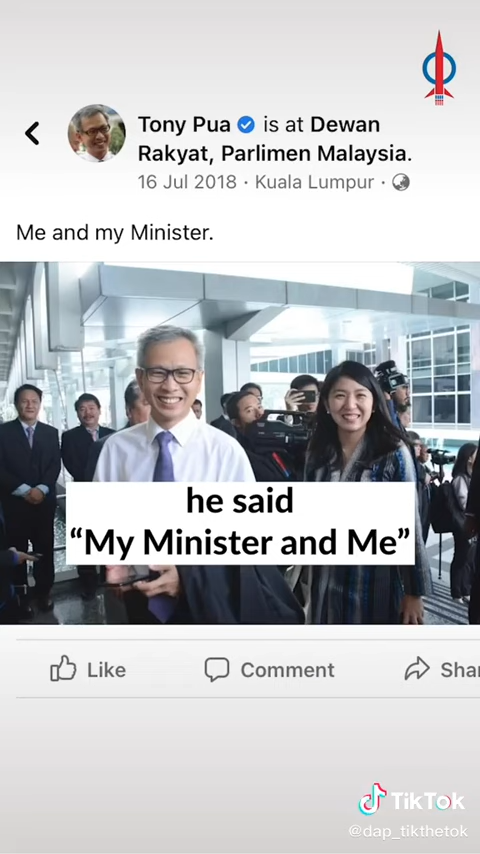 Tony Pua is at Dewan
Rakyat, Parlimen Malaysia.
16 Jul 2018 · Kuala Lumpur ·
Me and my Minister.
he said
“My Minister and Me”
Like Comment Shar
TikTok
@dap_tikthetok